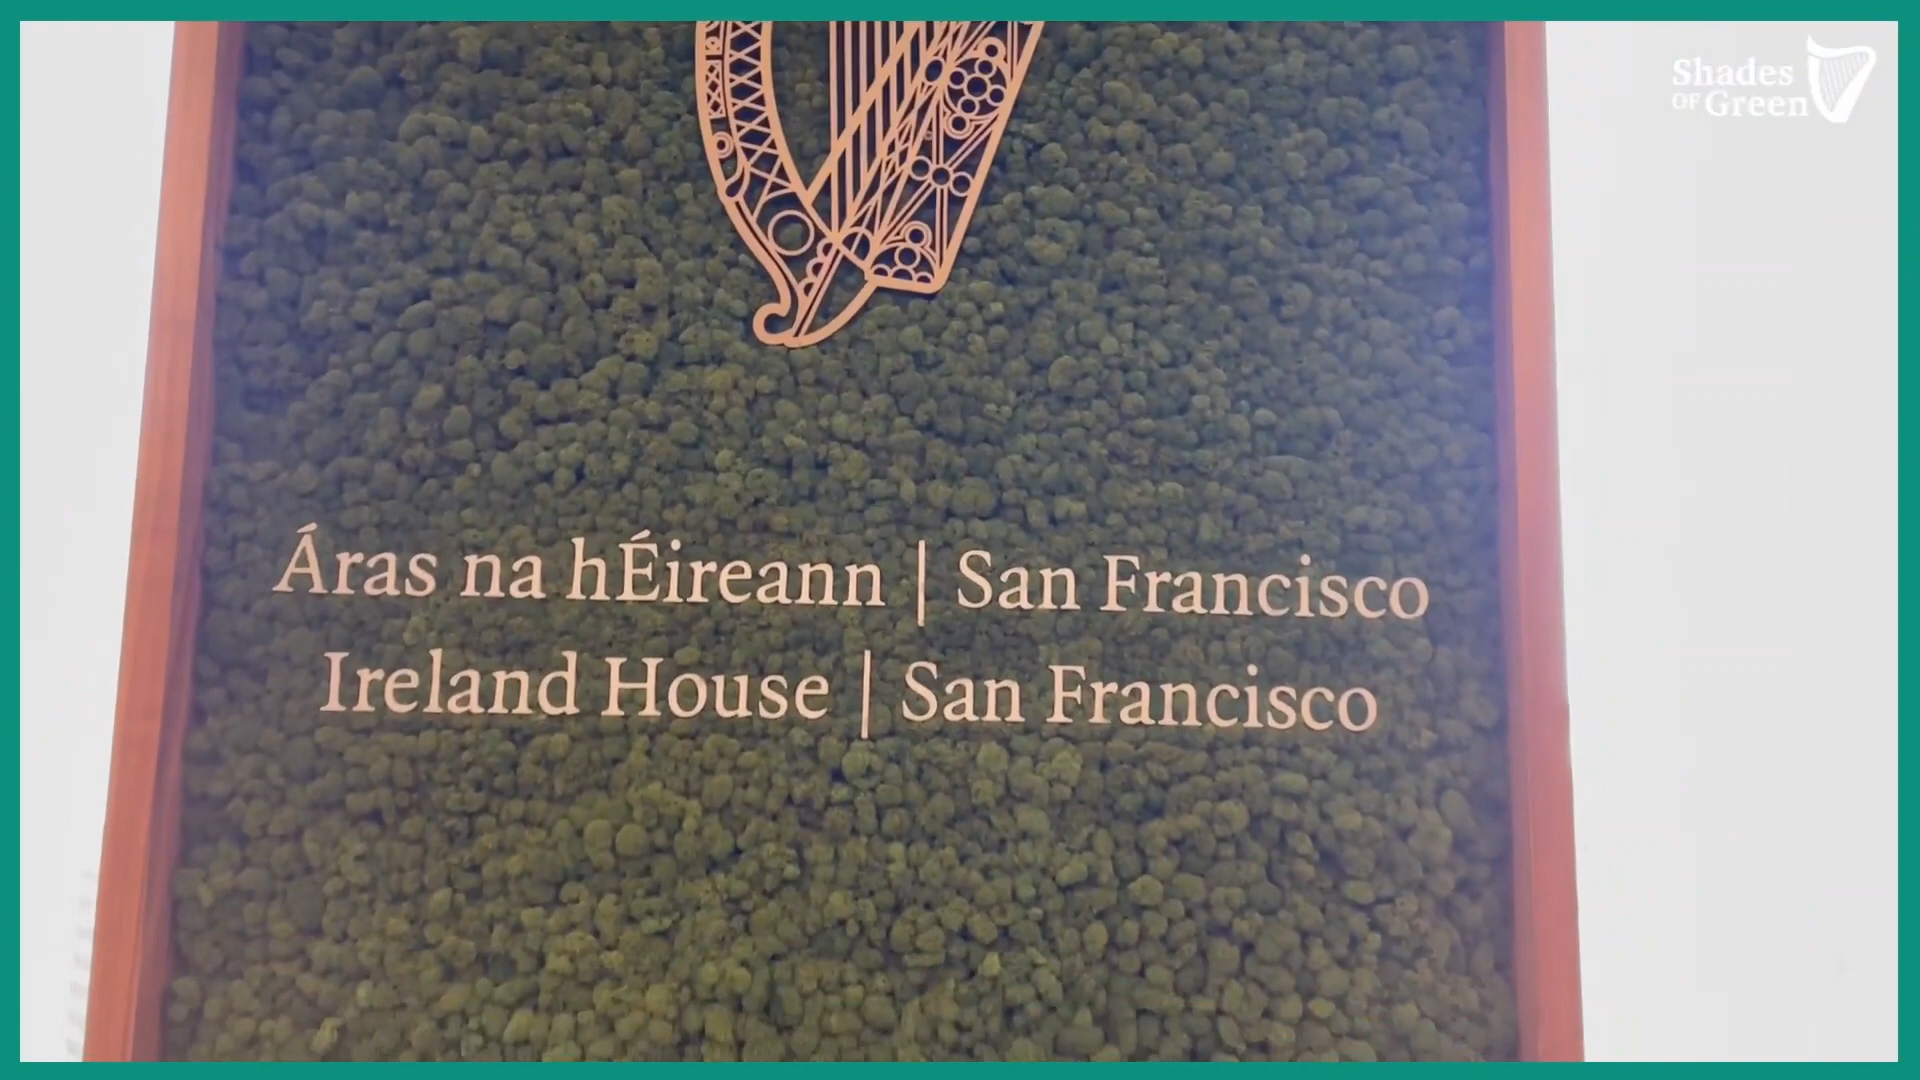 Shades
OF Green
Áras na hÉireann | San Francisco
Ireland House | San Francisco